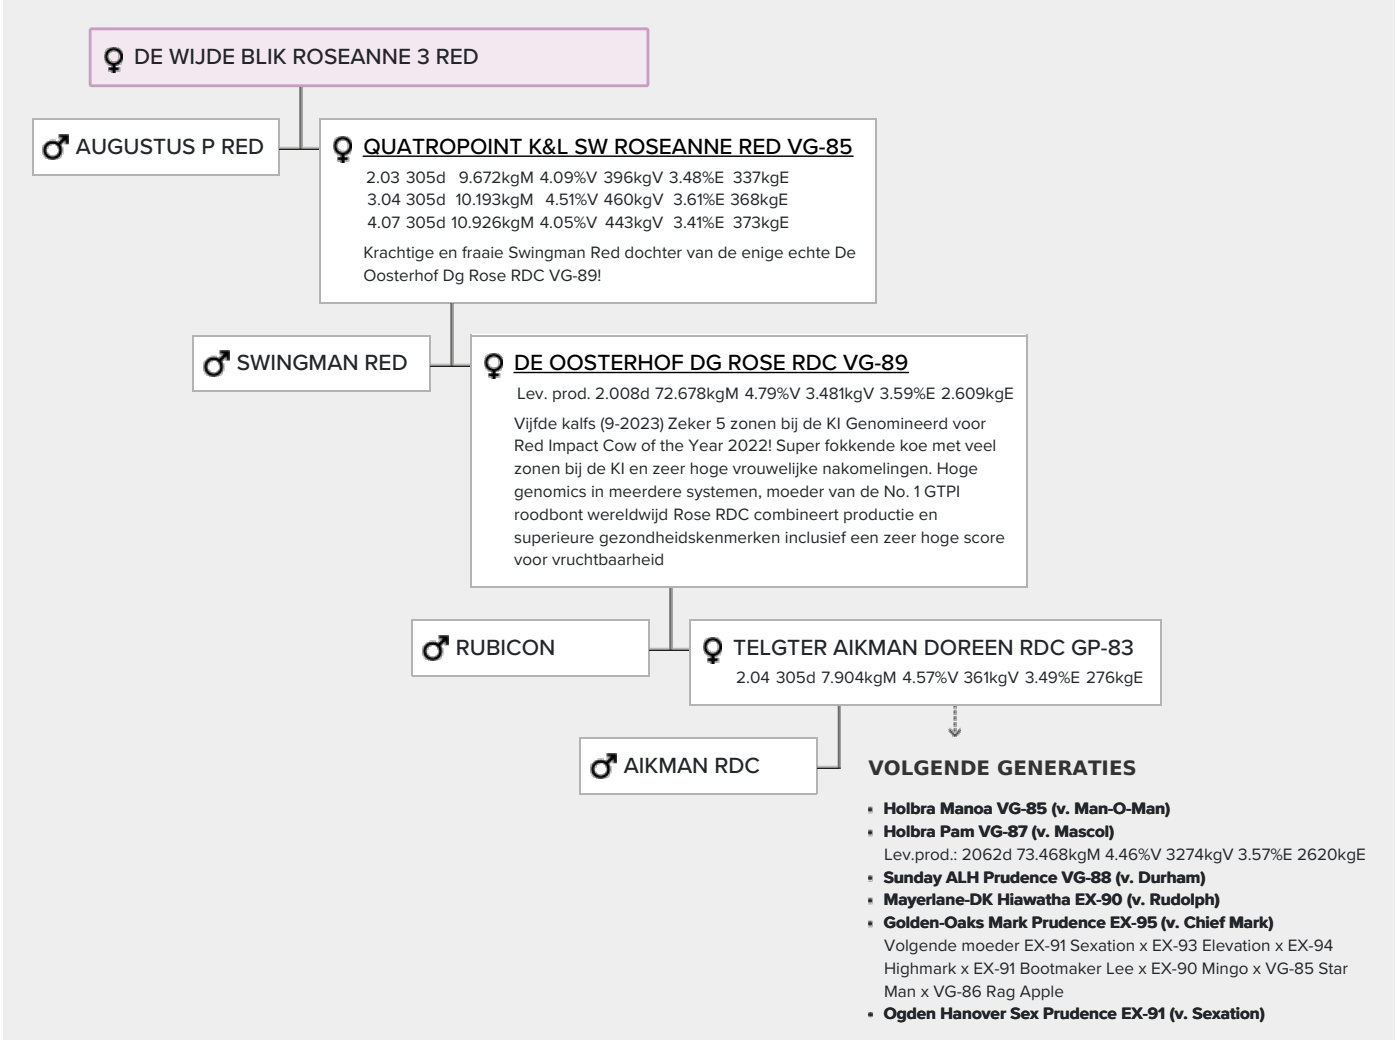 DE WIJDE BLIK ROSEANNE 3 RED
AUGUSTUS P RED
QUATROPOINT K&L SW ROSEANNE RED VG-85
2.03 305d 9.672kgM 4.09%V 396kgV 3.48%E 337kgE
3.04 305d 10.193kgM 4.51%V 460kgV 3.61%E 368kgE
4.07 305d 10.926kgM 4.05%V 443kgV 3.41%E 373kgE
Krachtige en fraaie Swingman Red dochter van de enige echte De
Oosterhof Dg Rose RDC VG-89!
SWINGMAN RED
DE OOSTERHOF DG ROSE RDC VG-89
Lev. prod. 2.008d 72.678kgM 4.79%V 3.481kgV 3.59%E 2.609kgE
Vijfde kalfs (9-2023) Zeker 5 zonen bij de KI Genomineerd voor
Red Impact Cow of the Year 2022! Super fokkende koe met veel
zonen bij de KI en zeer hoge vrouwelijke nakomelingen. Hoge
genomics in meerdere systemen, moeder van de No. 1 GTPI
roodbont wereldwijd Rose RDC combineert productie en
superieure gezondheidskenmerken inclusief een zeer hoge score
voor vruchtbaarheid
RUBICON
TELGTER AIKMAN DOREEN RDC GP-83
2.04 305d 7.904kgM 4.57%V 361kgV 3.49%E 276kgE
AIKMAN RDC
VOLGENDE GENERATIES
Holbra Manoa VG-85 (v. Man-O-Man)
Holbra Pam VG-87 (v. Mascol)
Lev.prod.: 2062d 73.468kgM 4.46%V 3274kgV 3.57%E 2620kgE
Sunday ALH Prudence VG-88 (v. Durham)
Mayerlane-DK Hiawatha EX-90 (v. Rudolph)
Golden-Oaks Mark Prudence EX-95 (v. Chief Mark)
Volgende moeder EX-91 Sexation x EX-93 Elevation x EX-94
Highmark x EX-91 Bootmaker Lee x EX-90 Mingo x VG-85 Star
Man x VG-86 Rag Apple
Ogden Hanover Sex Prudence EX-91 (v. Sexation)